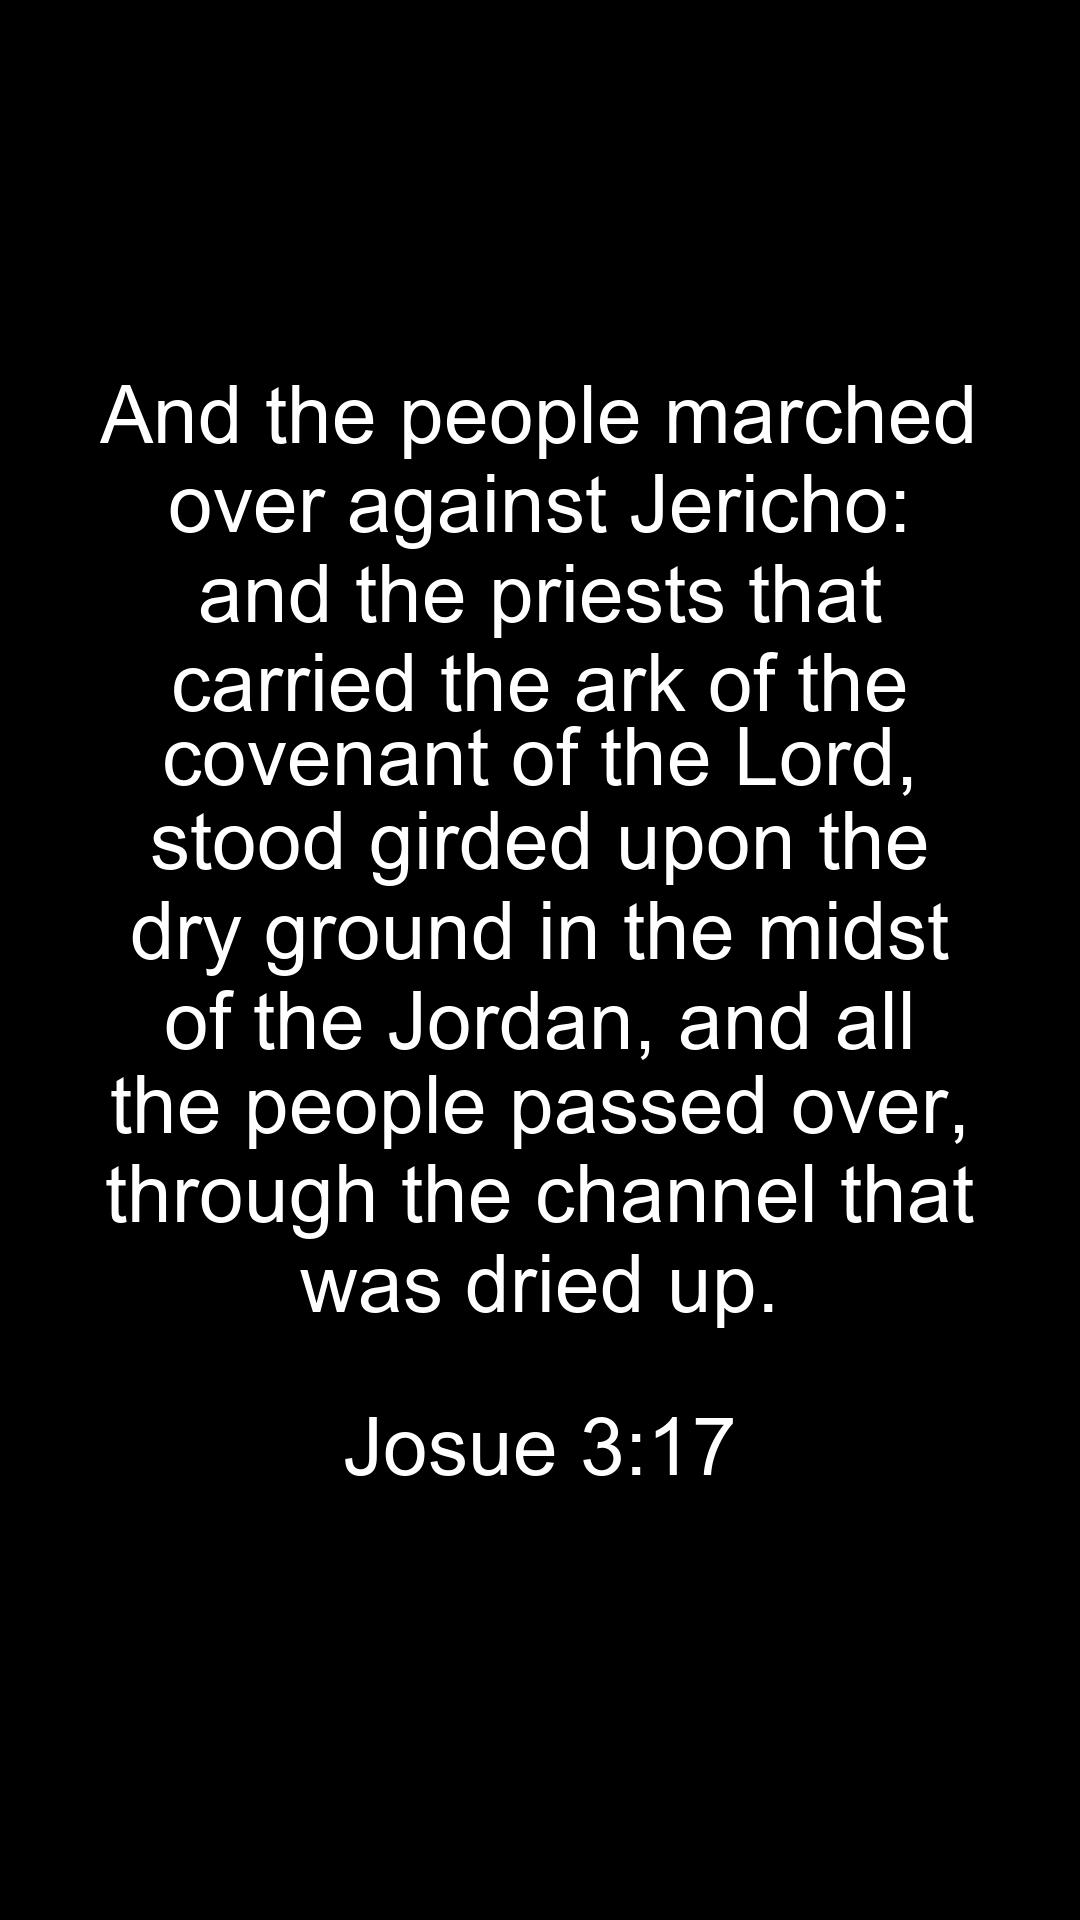 And the people marched
over against Jericho:
and the priests that
carried the ark of the
covenant of the Lord,
stood girded upon the
dry ground in the midst
of the Jordan, and all
the people passed over,
through the channel that
was dried up.
Josue 3:17